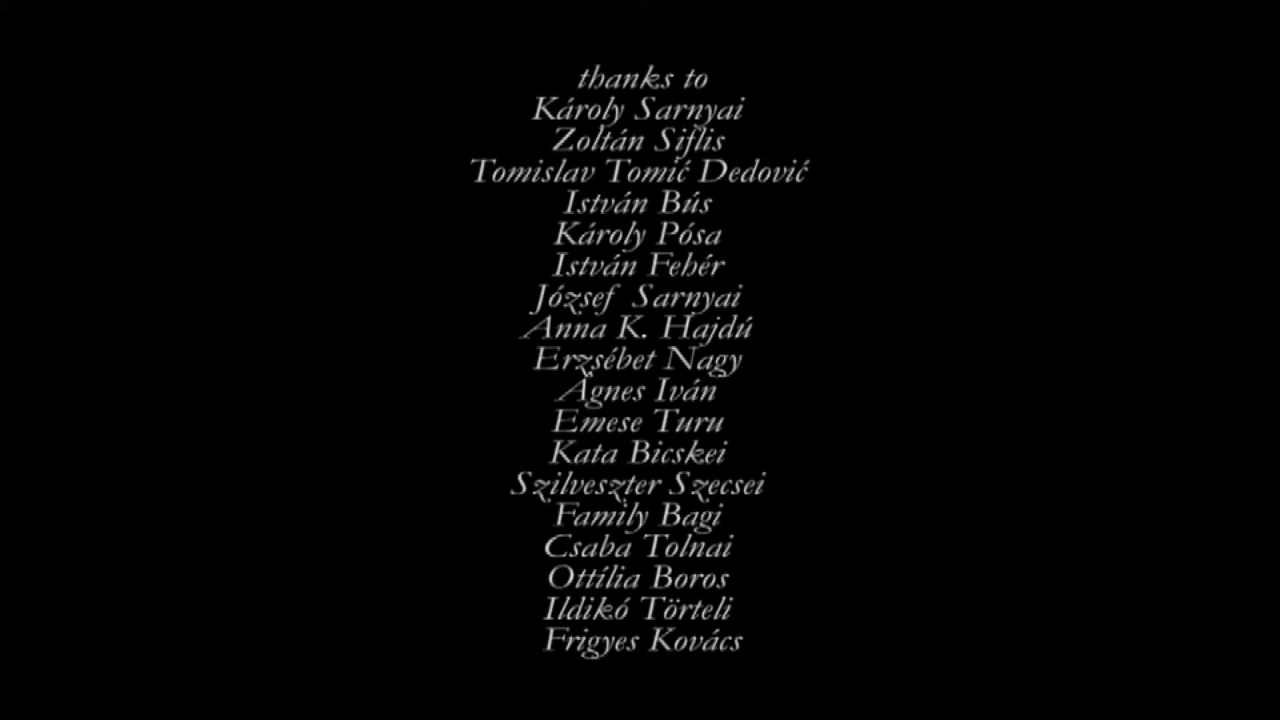 thanks to
Károly Sarnyai
Zoltán Siflis
Tomislav Tomić Dedović
István Bús
Károly Pósa
István Fehér
József Sarnyai
Anna K. Hajdú
Erzsébet Nagy
Ágnes Iván
Emese Turu
Kata Bicskei
Szilveszter Szecsei
Family Bagi
Csaba Tolnai
Ottília Boros
Ildikó Törteli
Frigyes Kovács